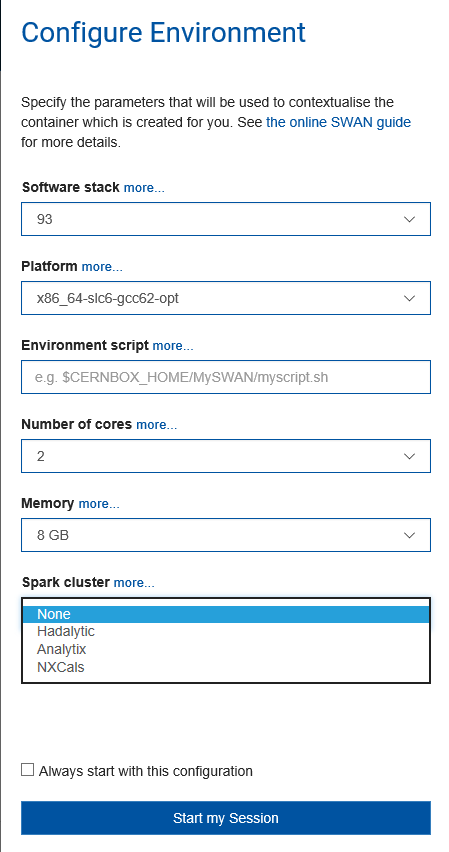 Configure Environment
Specify the parameters that will be used to contextualise the
container which is created for you. See the online SWAN guide
for more details.
Software stack more...
93
Platform more...
x86_64-slc6-gcc62-opt
Environment script more...
e.g. $CERNBOX_HOME/MySWAN/myscript.sh
Number of cores more...
2
Memory more...
8 GB
Spark cluster more...
None
Hadalytic
Analytix
NXCals
Always start with this configuration
Start my Session